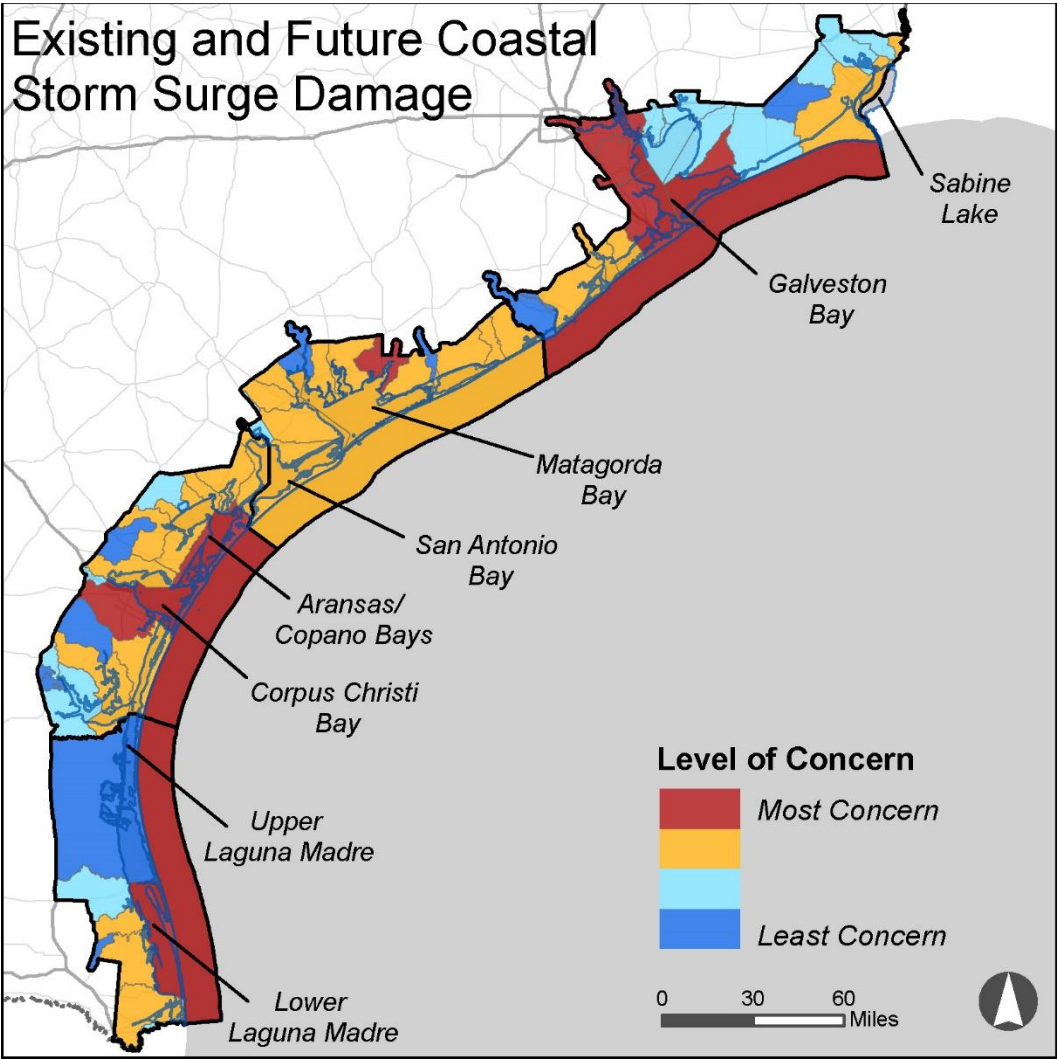 Existing and Future Coastal
Storm Surge Damage
Sabine
Lake
Galveston
Bay
Matagorda
Bay
San Antonio
Bay
Aransas/
Copano Bays
Corpus Christi
Bay
Upper
Laguna Madre
Lower
Laguna Madre
Level of Concern
Most Concern
Least Concern
0 30 60
Miles